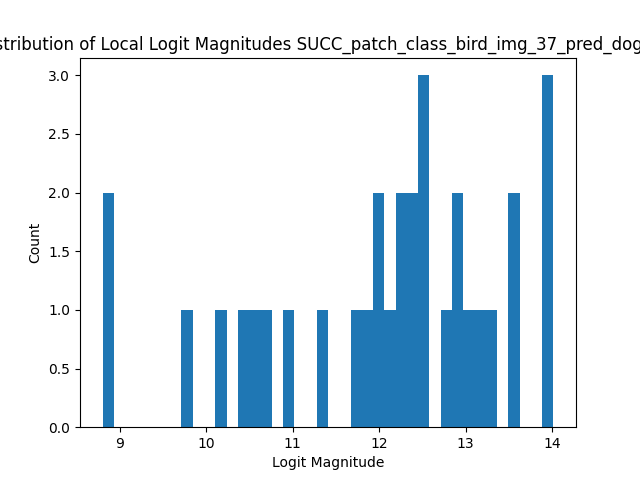 stribution of Local Logit Magnitudes SUCC_patch_class_bird_img_37_pred_dog
3.0
2.5
2.0
1.5
1.0
0.5
0.0
Count
9 10 11 12 13 14
Logit Magnitude